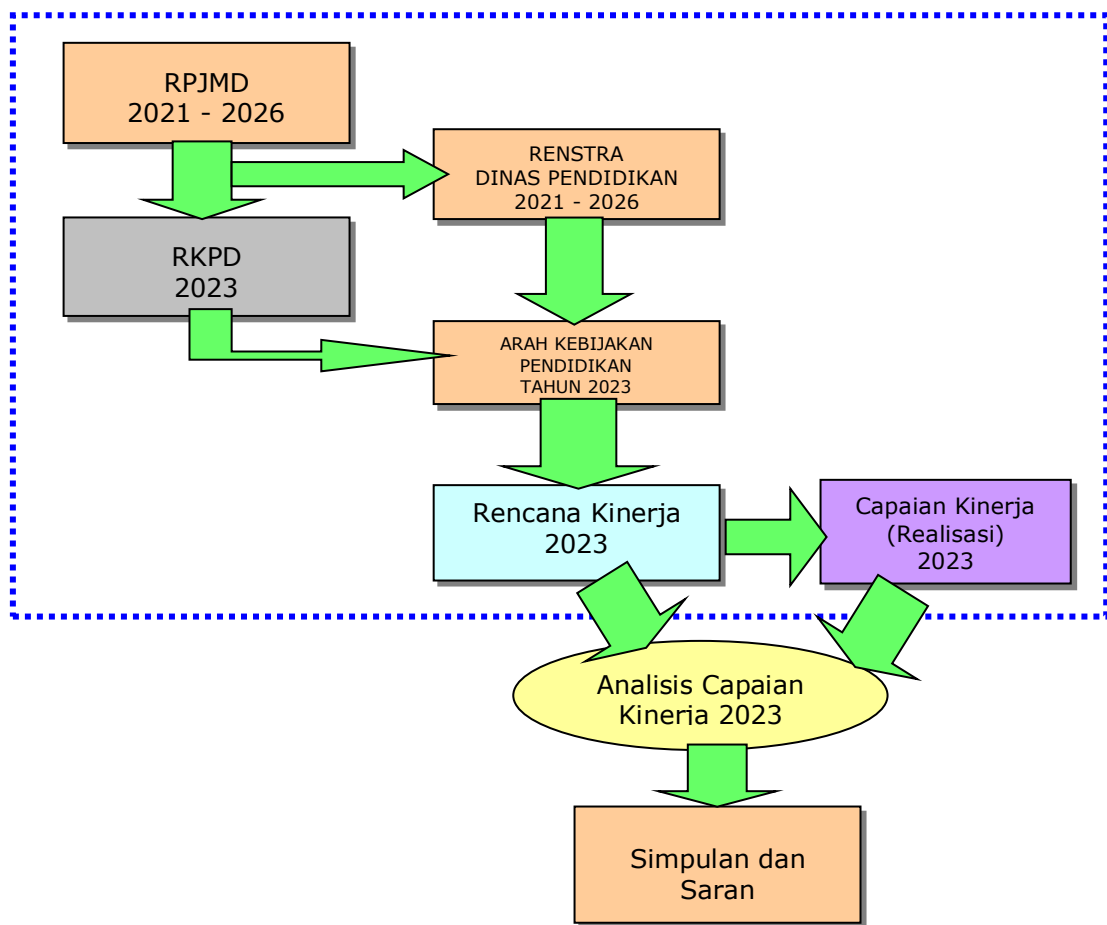 RPJMD
2021 - 2026
RENSTRA
DINAS PENDIDIKAN
2021 - 2026
RKPD
2023
ARAH KEBIJAKAN
PENDIDIKAN
TAHUN 2023
Rencana Kinerja
2023
Capaian Kinerja
(Realisasi)
2023
Analisis Capaian
Kinerja 2023
Simpulan dan
Saran